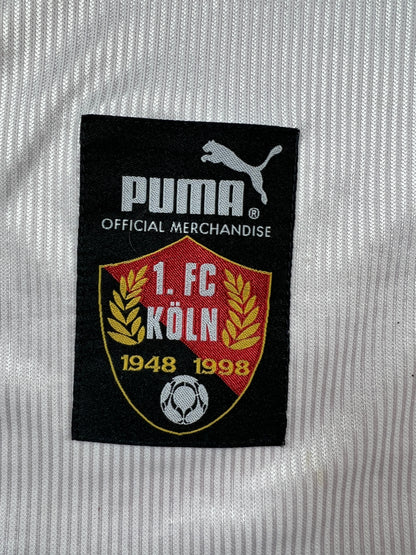 PUMA®
OFFICIAL MERCHANDISE
1. FC
KÖLN
1948 1998